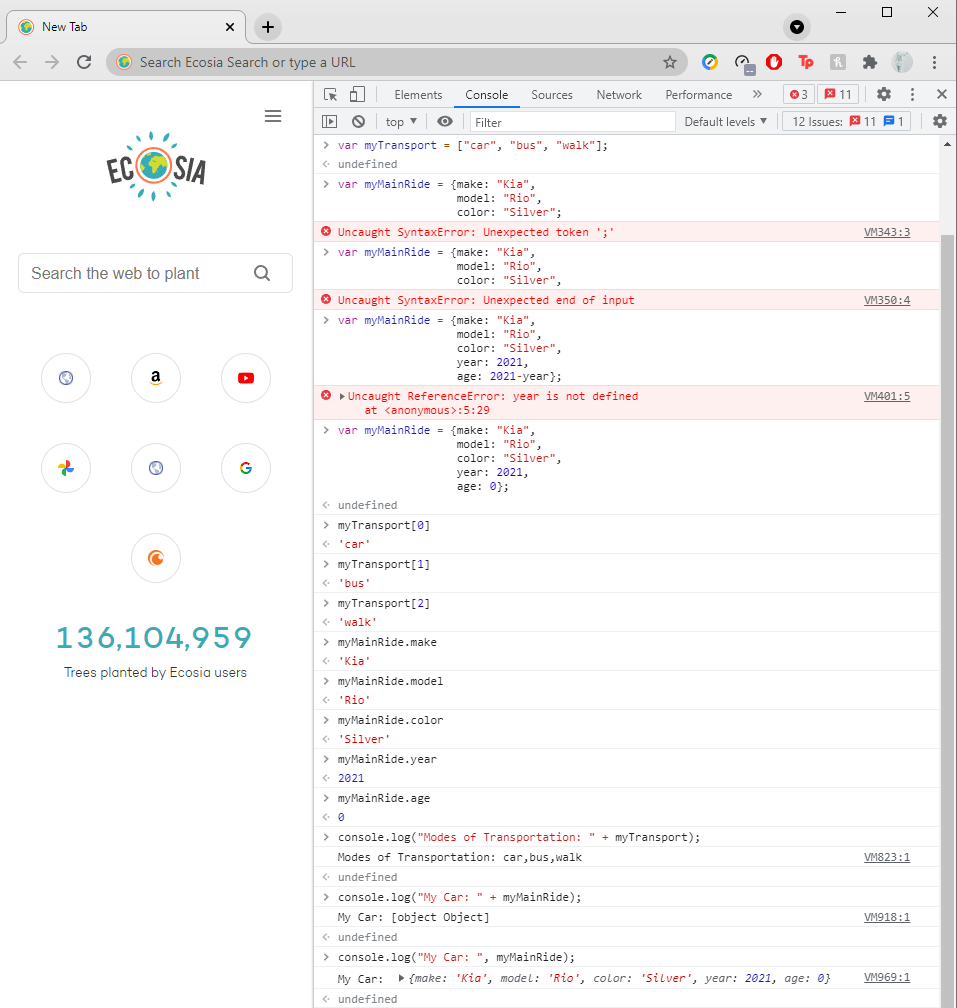 New Tab
Search Ecosia Search or type a URL
Elements Console Sources Network Performance 3 11
top Filter Default levels 12 Issues: 11 1
ECOSIA
Search the web to plant
136,104,959
Trees planted by Ecosia users
var myTransport = ["car", "bus", "walk"];
undefined
var myMainRide = {make: "Kia",
model: "Rio",
color: "Silver";
Uncaught SyntaxError: Unexpected token ';' VM343:3
var myMainRide = {make: "Kia",
model: "Rio",
color: "Silver",
Uncaught SyntaxError: Unexpected end of input VM350:4
var myMainRide = {make: "Kia",
model: "Rio",
color: "Silver",
year: 2021,
age: 2021-year};
Uncaught ReferenceError: year is not defined VM401:5
at <anonymous>:5:29
var myMainRide = {make: "Kia",
model: "Rio",
color: "Silver",
year: 2021,
age: 0};
undefined
myTransport[0]
'car'
myTransport[1]
'bus'
myTransport[2]
'walk'
myMainRide.make
'Kia'
myMainRide.model
'Rio'
myMainRide.color
'Silver'
myMainRide.year
2021
myMainRide.age
0
console.log("Modes of Transportation: " + myTransport);
Modes of Transportation: car,bus,walk VM823:1
undefined
console.log("My Car: " + myMainRide);
My Car: [object Object] VM918:1
undefined
console.log("My Car: ", myMainRide);
My Car: {make: 'Kia', model: 'Rio', color: 'Silver', year: 2021, age: 0} VM969:1
undefined